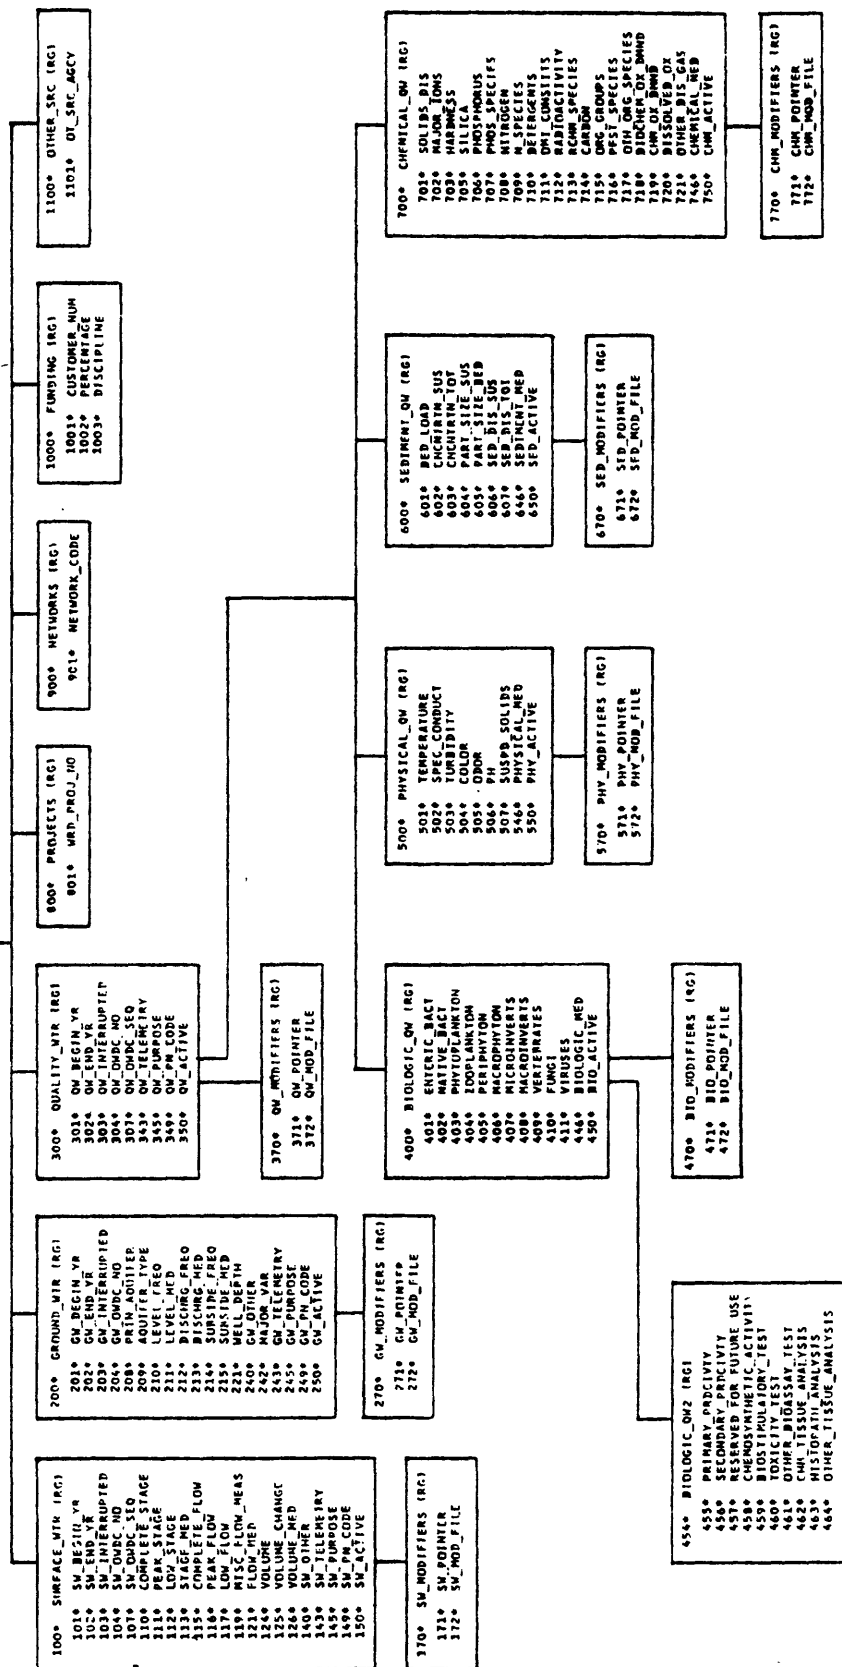 100* SURFACE_WTR (RG)
101* SW_BEGIN_YR
102* SW_END_YR
103* SW_INTERRUPTED
104* SW_OWDC_NO
107* SW_OWDC_SEQ
110* COMPLETE_STAGE
111* PEAK_STAGE
112* LOW_STAGE
113* STAGE_MED
115* COMPLETE_FLOW
116* PEAK_FLOW
117* LOW_FLOW
119* MISC_FLOW_MEAS
121* FLOW_MED
124* VOLUME
125* VOLUME_CHANGE
126* VOLUME_MED
140* SW_OTHER
143* SW_TELEMETRY
145* SW_PURPOSE
149* SW_PN_CODE
150* SW_ACTIVE
170* SW_MODIFIERS (RG)
171* SW_POINTER
172* SW_MOD_FILE
200* GROUND_WTR (RG)
201* GW_BEGIN_YR
202* GW_END_YR
203* GW_INTERRUPTED
204* GW_OWDC_NO
208* PRIN_AQUIFER
209* AQUIFER_TYPE
210* LEVEL_FREQ
211* LEVEL_MED
212* DISCHRG_FREQ
213* DISCHRG_MED
214* SUBSIDE_FREQ
215* SUBSIDE_MED
221* WELL_DEPTH
240* GW_OTHER
242* MAJOR_VAR
243* GW_TELEMETRY
245* GW_PURPOSE
249* GW_PN_CODE
250* GW_ACTIVE
270* GW_MODIFIERS (RG)
271* GW_POINTER
272* GW_MOD_FILE
300* QUALITY_WTR (RG)
301* QW_BEGIN_YR
302* QW_END_YR
303* QW_INTERRUPTED
304* QW_OWDC_NO
307* QW_OWDC_SEQ
343* QW_TELEMETRY
345* QW_PURPOSE
349* QW_PN_CODE
350* QW_ACTIVE
370* QW_MODIFIERS (RG)
371* QW_POINTER
372* QW_MOD_FILE
800* PROJECTS (RG)
801* WRD_PROJ_NO
900* NETWORKS (RG)
901* NETWORK_CODE
1000* FUNDING (RG)
1001* CUSTOMER_NUM
1002* PERCENTAGE
1003* DISCIPLINE
1100* OTHER_SRC (RG)
1101* OT_SRC_AGCY
400* BIOLOGIC_QW (RG)
401* ENTERIC_BACT
402* NATIVE_BACT
403* PHYTOPLANKTON
404* ZOOPLANKTON
405* PERIPHYTON
406* MACROPHYTON
407* MICROINVERTS
408* MACROINVERTS
409* VERTEBRATES
410* FUNGI
411* VIRUSES
446* BIOLOGIC_MED
450* BIO_ACTIVE
454* BIOLOGIC_QW2 (RG)
455* PRIMARY_PRDCIVTY
456* SECONDARY_PRDCIVTY
457* RESERVED FOR FUTURE USE
458* CHEMOSYNTHETIC_ACTIVITY
459* BIOSTIMULATORY_TEST
460* TOXICITY_TEST
461* OTHER_BIOASSAY_TEST
462* CHM_TISSUE_ANALYSIS
463* HISTOPATH_ANALYSIS
464* OTHER_TISSUE_ANALYSIS
470* BIO_MODIFIERS (RG)
471* BIO_POINTER
472* BIO_MOD_FILE
500* PHYSICAL_QW (RG)
501* TEMPERATURE
502* SPEC_CONDUCT
503* TURBIDITY
504* COLOR
505* ODOR
506* PH
507* SUSPD_SOLIDS
546* PHYSICAL_MED
550* PHY_ACTIVE
570* PHY_MODIFIERS (RG)
571* PHY_POINTER
572* PHY_MOD_FILE
600* SEDIMENT_QW (RG)
601* BED_LOAD
602* CNCNTRTN_SUS
603* CNCNTRTN_TOT
604* PART_SIZE_SUS
605* PART_SIZE_BED
606* SED_DIS_SUS
607* SED_DIS_TOT
646* SEDIMENT_MED
650* SED_ACTIVE
670* SED_MODIFIERS (RG)
671* SED_POINTER
672* SED_MOD_FILE
700* CHEMICAL_QW (RG)
701* SOLIDS_DIS
702* MAJOR_IONS
703* HARDNESS
705* SILICA
706* PHOSPHORUS
707* PHOS_SPECIES
708* NITROGEN
709* N_SPECIES
710* DETERGENTS
711* OMI_CONSTITS
712* RADIOACTIVITY
713* RCHM_SPECIES
714* CARBON
715* ORG_GROUPS
716* PEST_SPECIES
717* OTH_ORG_SPECIES
718* BIOCHEM_OX_DMND
719* CHM_OX_DMND
720* DISSOLVED_OX
721* OTHER_DIS_GAS
746* CHEMICAL_MED
750* CHM_ACTIVE
770* CHM_MODIFIERS (RG)
771* CHM_POINTER
772* CHM_MOD_FILE